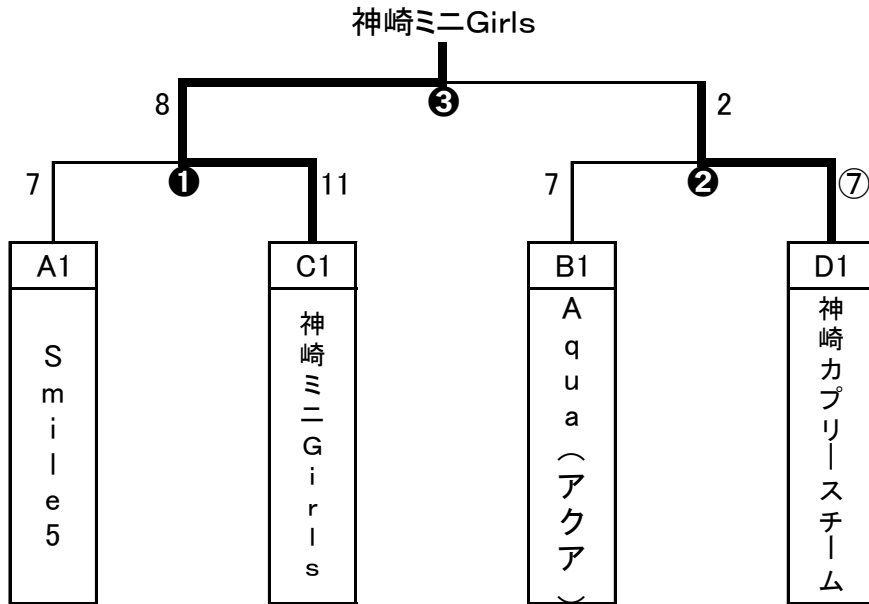 神崎ミニGirls
8
❸
2
7
❶
11
7
❷
⑦
A1
C1
B1
D1
Smile5
神崎ミニGirls
Aqua(アクア)
神崎カプリースチーム